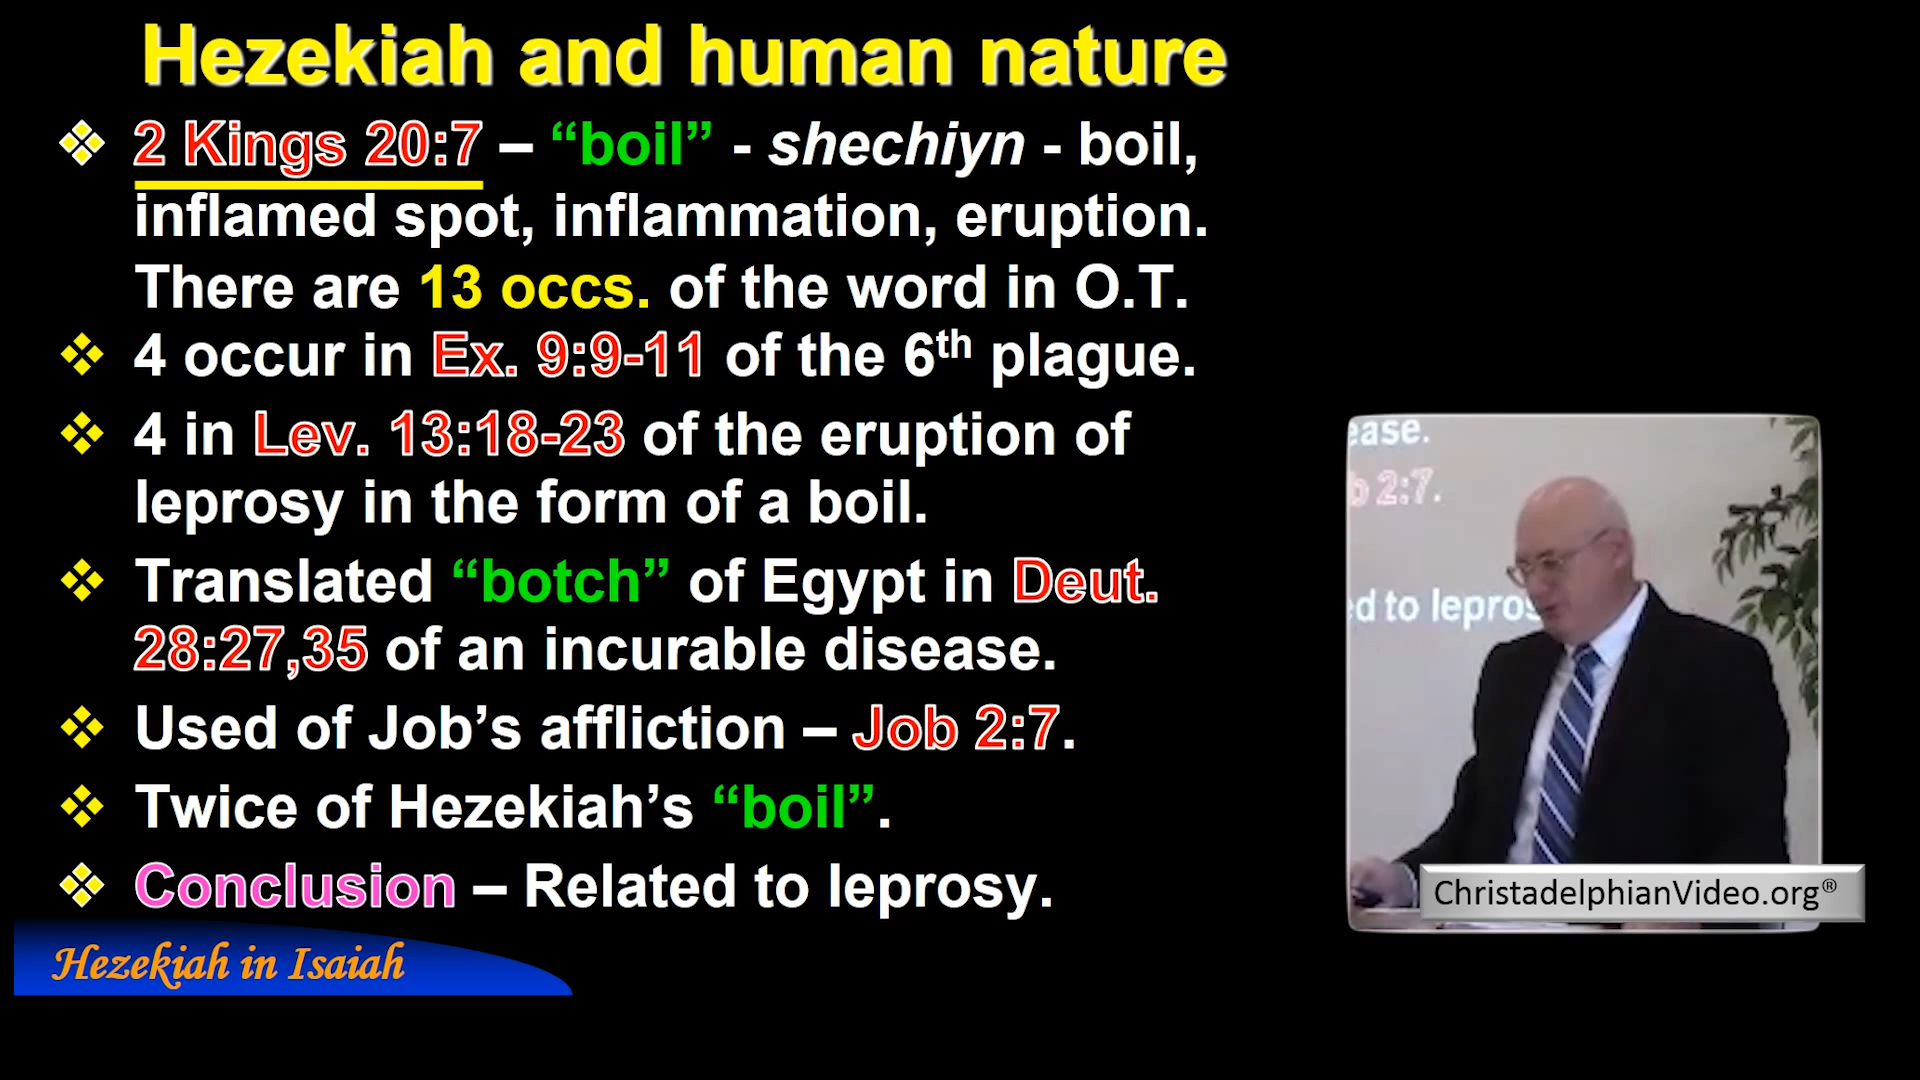 Hezekiah and human nature
2 Kings 20:7 – “boil” - shechiyn - boil,
inflamed spot, inflammation, eruption.
There are 13 occs. of the word in O.T.
4 occur in Ex. 9:9-11 of the 6th plague.
4 in Lev. 13:18-23 of the eruption of
leprosy in the form of a boil.
Translated “botch” of Egypt in Deut.
28:27,35 of an incurable disease.
Used of Job’s affliction – Job 2:7.
Twice of Hezekiah’s “boil”.
Conclusion – Related to leprosy.
Hezekiah in Isaiah
ease.
b 2:7.
ed to lepros
ChristadelphianVideo.org®